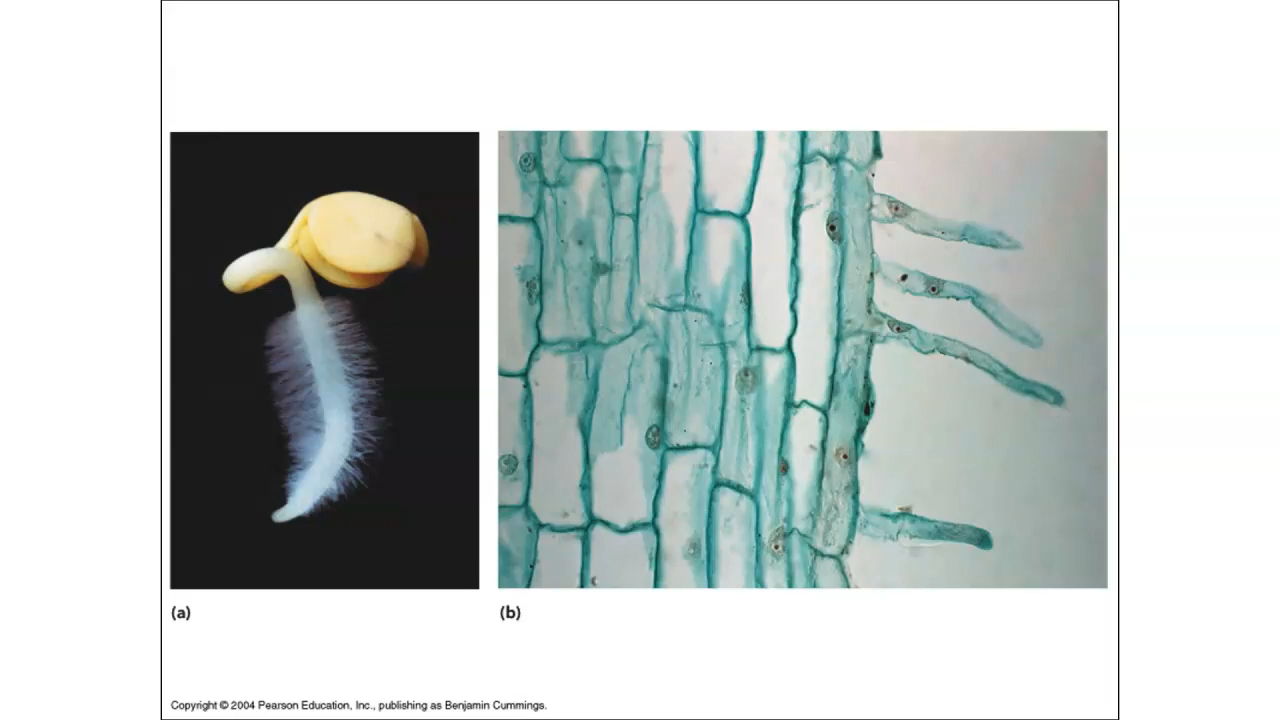 (a)
(b)
Copyright © 2004 Pearson Education, Inc., publishing as Benjamin Cummings.